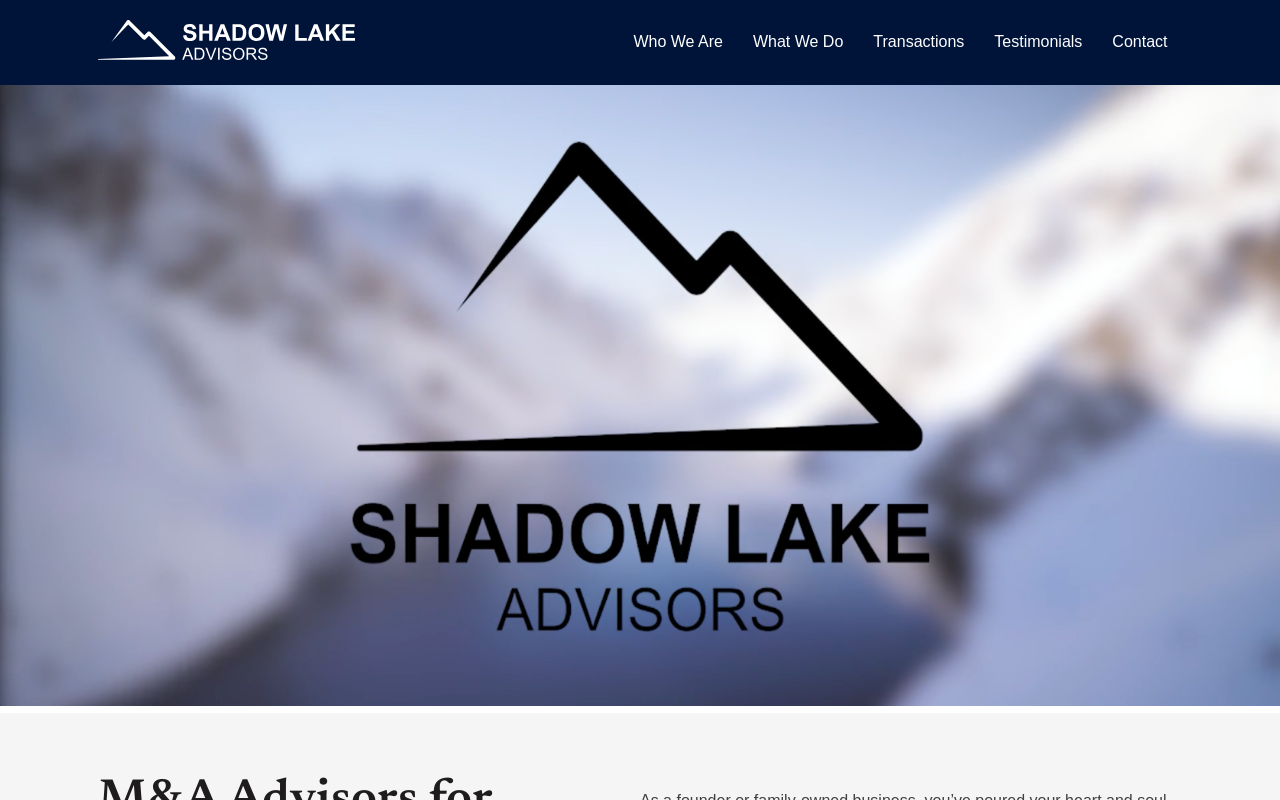 SHADOW LAKE
ADVISORS
Who We Are
What We Do
Transactions
Testimonials
Contact
SHADOW LAKE
ADVISORS
M&A Advisors for
As a founder or family-owned business, you've poured your heart and soul